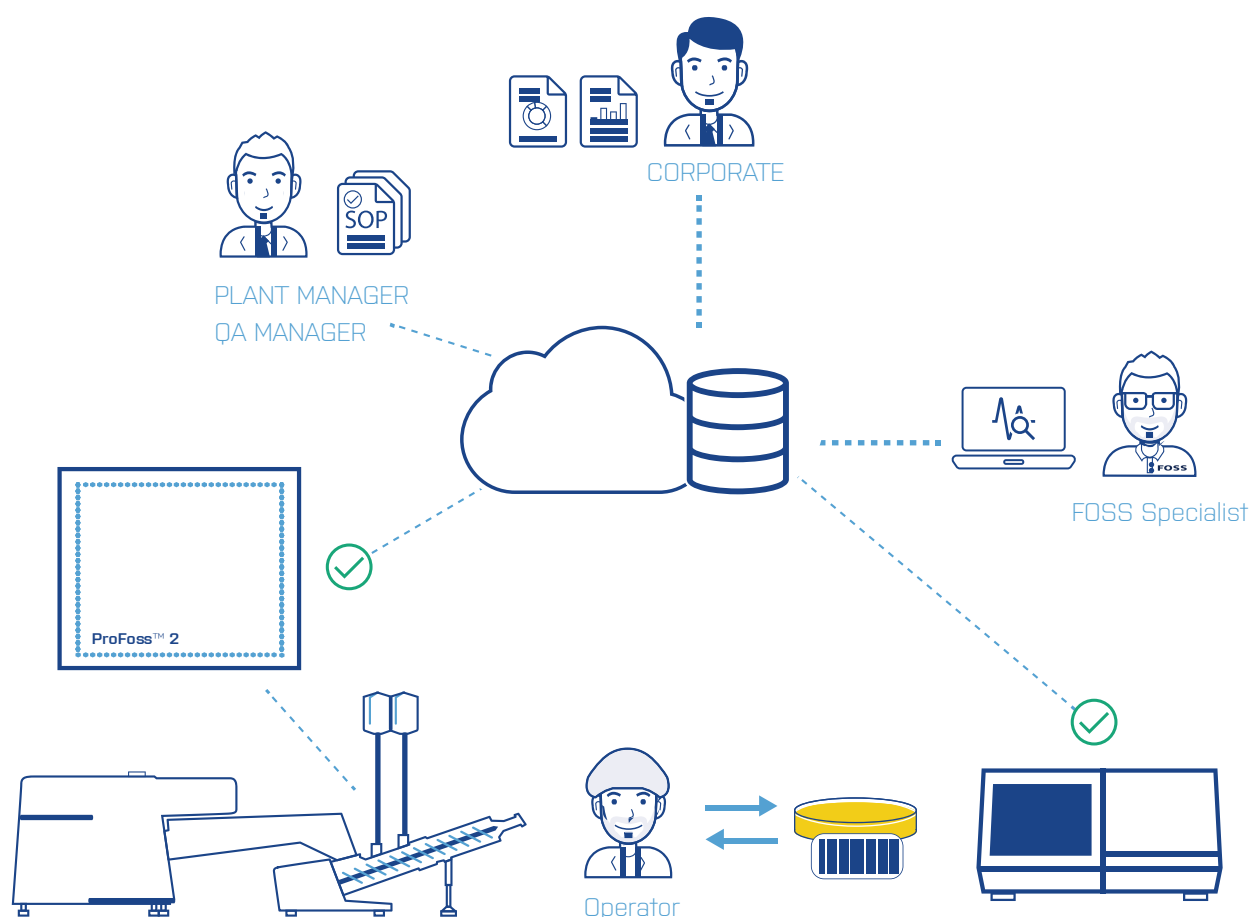 CORPORATE
SOP
PLANT MANAGER
QA MANAGER
FOSS
FOSS Specialist
ProFoss™ 2
Operator